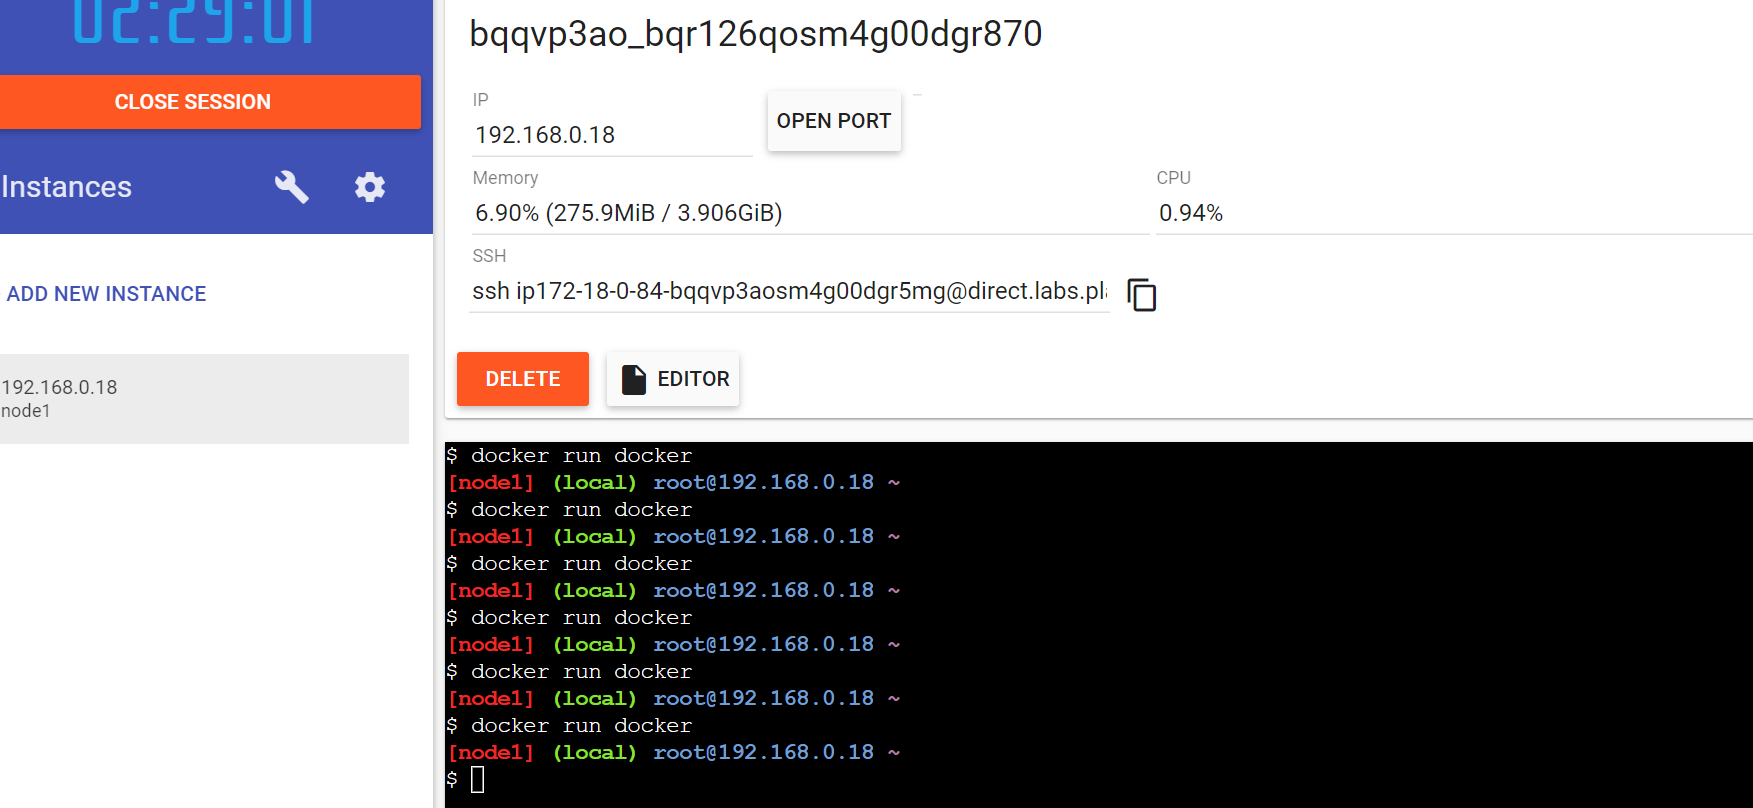 02:29:01
CLOSE SESSION
Instances
ADD NEW INSTANCE
192.168.0.18
node1
bqqvp3ao_bqr126qosm4g00dgr870
IP
192.168.0.18
OPEN PORT
Memory
6.90% (275.9MiB / 3.906GiB)
CPU
0.94%
SSH
ssh ip172-18-0-84-bqqvp3aosm4g00dgr5mg@direct.labs.pl
DELETE
EDITOR
$ docker run docker
[node1] (local) root@192.168.0.18 ~
$ docker run docker
[node1] (local) root@192.168.0.18 ~
$ docker run docker
[node1] (local) root@192.168.0.18 ~
$ docker run docker
[node1] (local) root@192.168.0.18 ~
$ docker run docker
[node1] (local) root@192.168.0.18 ~
$ docker run docker
[node1] (local) root@192.168.0.18 ~
$